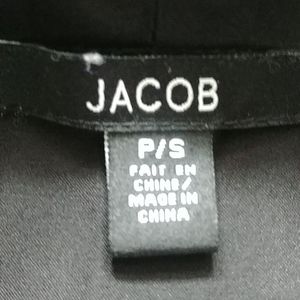 JACOB
P/S
FAIT EN
CHINE/
MADE IN
CHINA